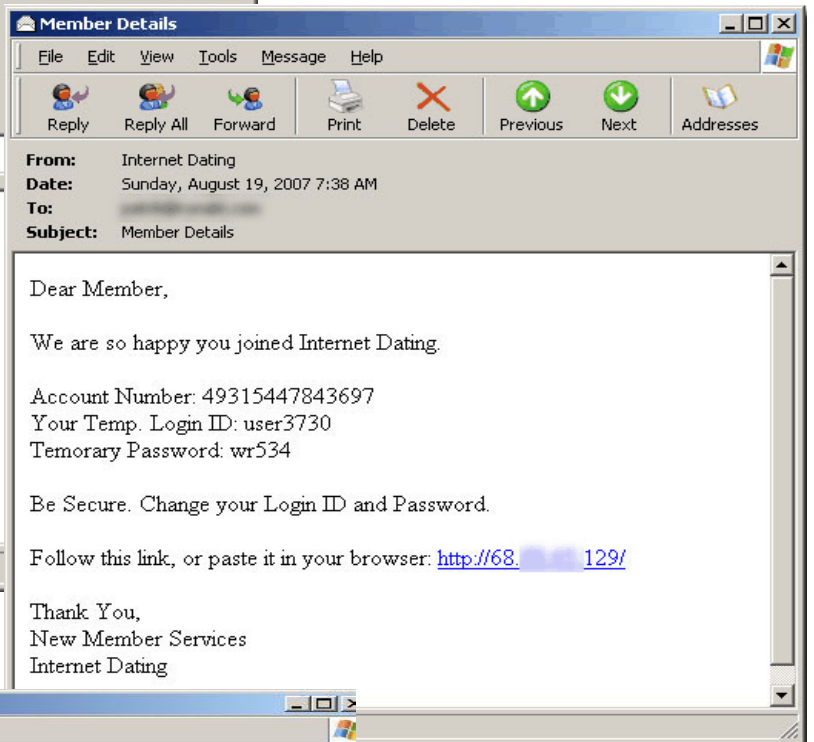 Member Details
File Edit View Tools Message Help
Reply Reply All Forward Print Delete Previous Next Addresses
From: Internet Dating
Date: Sunday, August 19, 2007 7:38 AM
To:
Subject: Member Details
Dear Member,
We are so happy you joined Internet Dating.
Account Number: 49315447843697
Your Temp. Login ID: user3730
Temorary Password: wr534
Be Secure. Change your Login ID and Password.
Follow this link, or paste it in your browser: http://68. 129/
Thank You,
New Member Services
Internet Dating